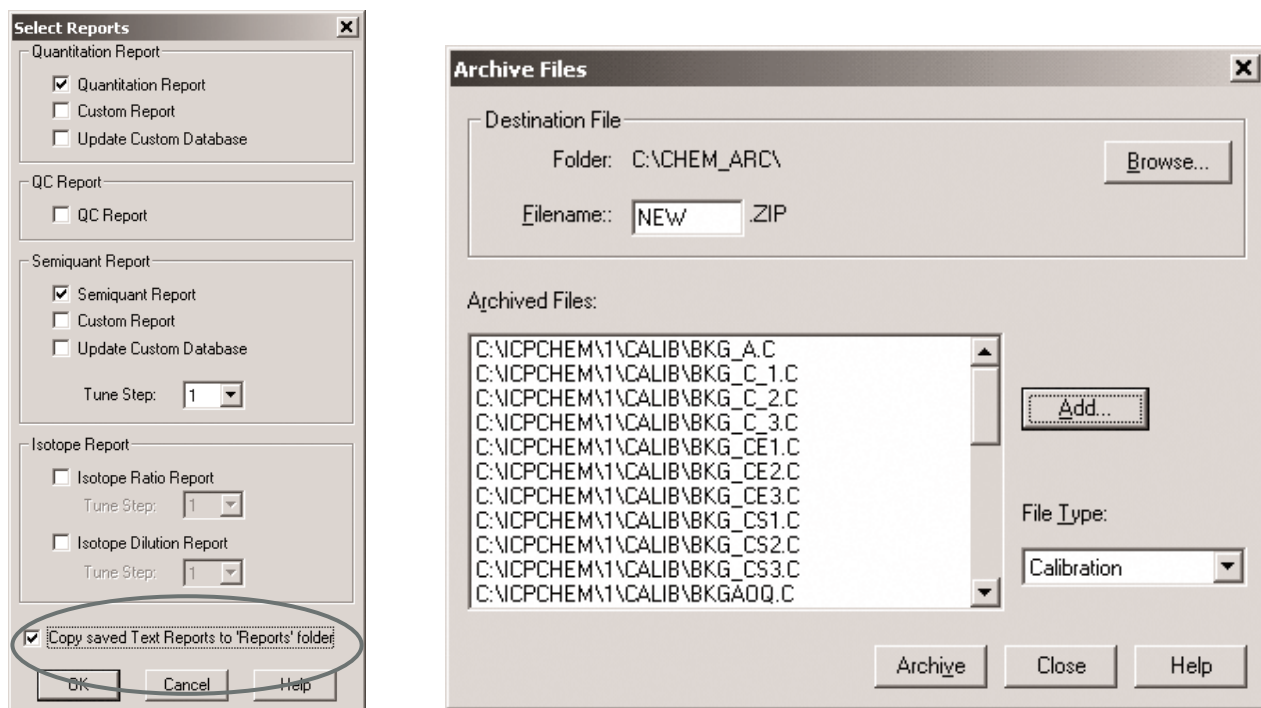 Select Reports
Quantitation Report
Quantitation Report
Custom Report
Update Custom Database
QC Report
QC Report
Semiquant Report
Semiquant Report
Custom Report
Update Custom Database
Tune Step: 1
Isotope Report
Isotope Ratio Report
Tune Step: 1
Isotope Dilution Report
Tune Step: 1
Copy saved Text Reports to 'Reports' folder
OK Cancel Help
Archive Files
Destination File
Folder: C:\CHEM_ARC\ Browse...
Filename:: NEW .ZIP
Archived Files:
C:\ICPCHEM\1\CALIB\BKG_A.C
C:\ICPCHEM\1\CALIB\BKG_C_1.C
C:\ICPCHEM\1\CALIB\BKG_C_2.C
C:\ICPCHEM\1\CALIB\BKG_C_3.C
C:\ICPCHEM\1\CALIB\BKG_CE1.C
C:\ICPCHEM\1\CALIB\BKG_CE2.C
C:\ICPCHEM\1\CALIB\BKG_CE3.C
C:\ICPCHEM\1\CALIB\BKG_CS1.C
C:\ICPCHEM\1\CALIB\BKG_CS2.C
C:\ICPCHEM\1\CALIB\BKG_CS3.C
C:\ICPCHEM\1\CALIB\BKGAOQ.C
Add...
File Type:
Calibration
Archive Close Help